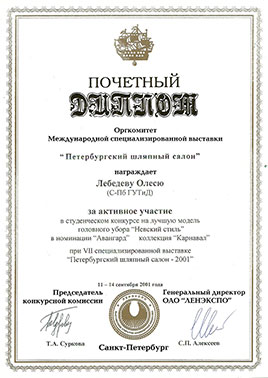 ПОЧЕТНЫЙ
ДИПЛОМ
Оргкомитет
Международной специализированной выставки
"Петербургский шляпный салон"
награждает
Лебедеву Олесю
(С-Пб ГУТиД)
за активное участие
в студенческом конкурсе на лучшую модель
головного убора "Невский стиль"
в номинации "Авангард" коллекция "Карнавал"
при VII специализированной выставке
"Петербургский шляпный салон - 2001"
11 – 14 сентября 2001 года
Председатель
конкурсной комиссии
Генеральный директор
ОАО "ЛЕНЭКСПО"
Т.А. Суркова
С.П. Алексеев
Санкт-Петербург